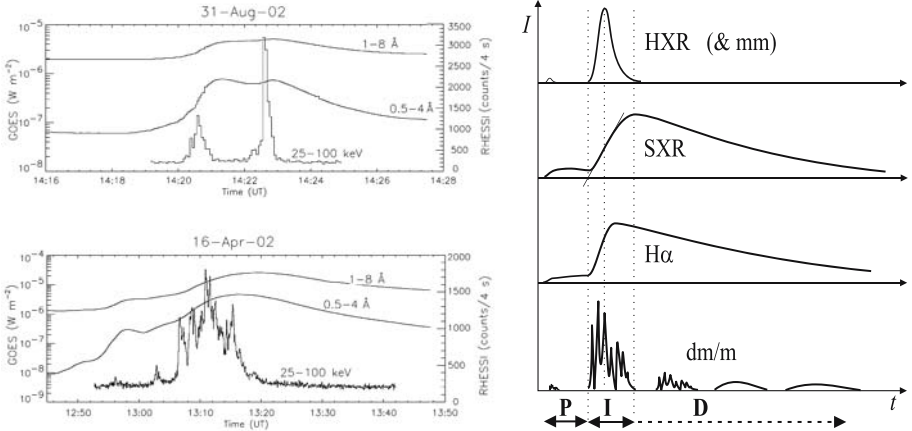 31-Aug-02
GOES (W m⁻²)
10⁻⁵
10⁻⁶
10⁻⁷
10⁻⁸
1–8 Å
0.5–4 Å
25–100 keV
3500
3000
2500
2000
1500
1000
500
0
RHESSI (counts/4 s)
14:16 14:18 14:20 14:22 14:24 14:26 14:28
Time (UT)
16-Apr-02
GOES (W m⁻²)
10⁻⁴
10⁻⁵
10⁻⁶
10⁻⁷
10⁻⁸
10⁻⁹
1–8 Å
0.5–4 Å
25–100 keV
2000
1500
1000
500
0
RHESSI (counts/4 s)
12:50 13:00 13:10 13:20 13:30 13:40 13:50
Time (UT)
I
HXR (& mm)
SXR
Hα
dm/m
t
P I D